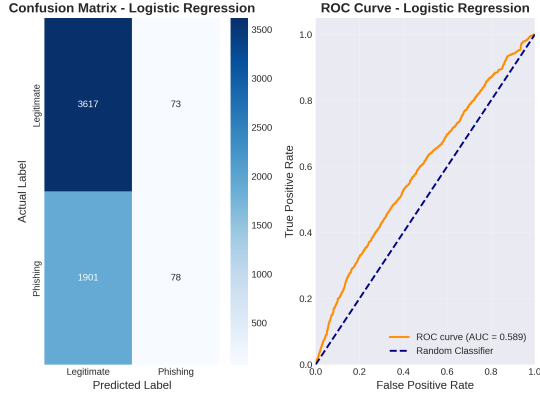 Confusion Matrix - Logistic Regression
Actual Label
Legitimate
Phishing
3617
73
1901
78
Legitimate
Phishing
Predicted Label
3500
3000
2500
2000
1500
1000
500
ROC Curve - Logistic Regression
True Positive Rate
1.0
0.8
0.6
0.4
0.2
0.0
0.0
0.2
0.4
0.6
0.8
1.0
False Positive Rate
ROC curve (AUC = 0.589)
Random Classifier